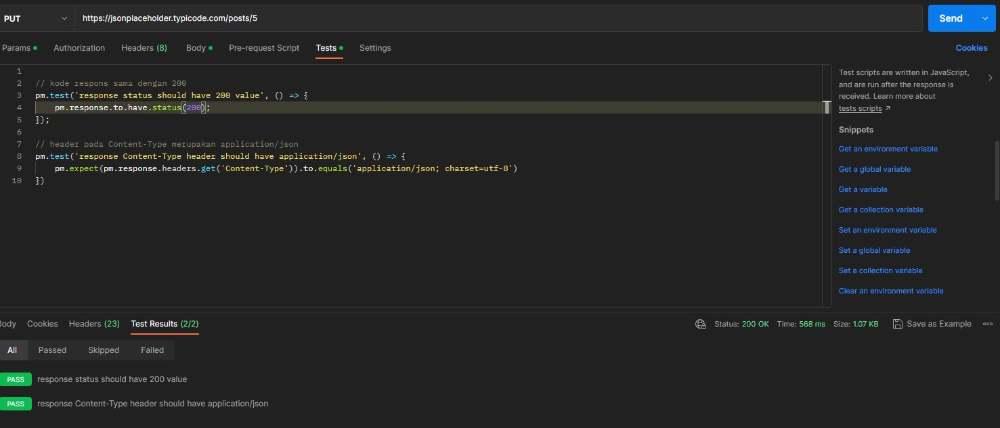 PUT https://jsonplaceholder.typicode.com/posts/5 Send
Params Authorization Headers (8) Body Pre-request Script Tests Settings Cookies
1
2 // kode respons sama dengan 200
3 pm.test('response status should have 200 value', () => {
4 pm.response.to.have.status(200);
5 });
6
7 // header pada Content-Type merupakan application/json
8 pm.test('response Content-Type header should have application/json', () => {
9 pm.expect(pm.response.headers.get('Content-Type')).to.equals('application/json; charset=utf-8')
10 })
Test scripts are written in JavaScript,
and are run after the response is
received. Learn more about
tests scripts ↗
Snippets
Get an environment variable
Get a global variable
Get a variable
Get a collection variable
Set an environment variable
Set a global variable
Set a collection variable
Clear an environment variable
ody Cookies Headers (23) Test Results (2/2) Status: 200 OK Time: 568 ms Size: 1.07 KB Save as Example
All Passed Skipped Failed
PASS response status should have 200 value
PASS response Content-Type header should have application/json